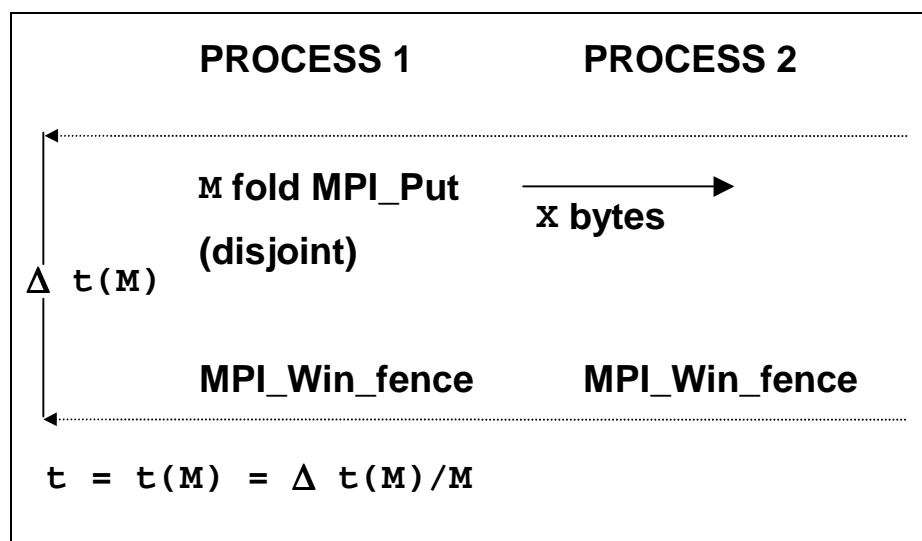 PROCESS 1 PROCESS 2
M fold MPI_Put
X bytes
(disjoint)
Δ t(M)
MPI_Win_fence MPI_Win_fence
t = t(M) = Δ t(M)/M